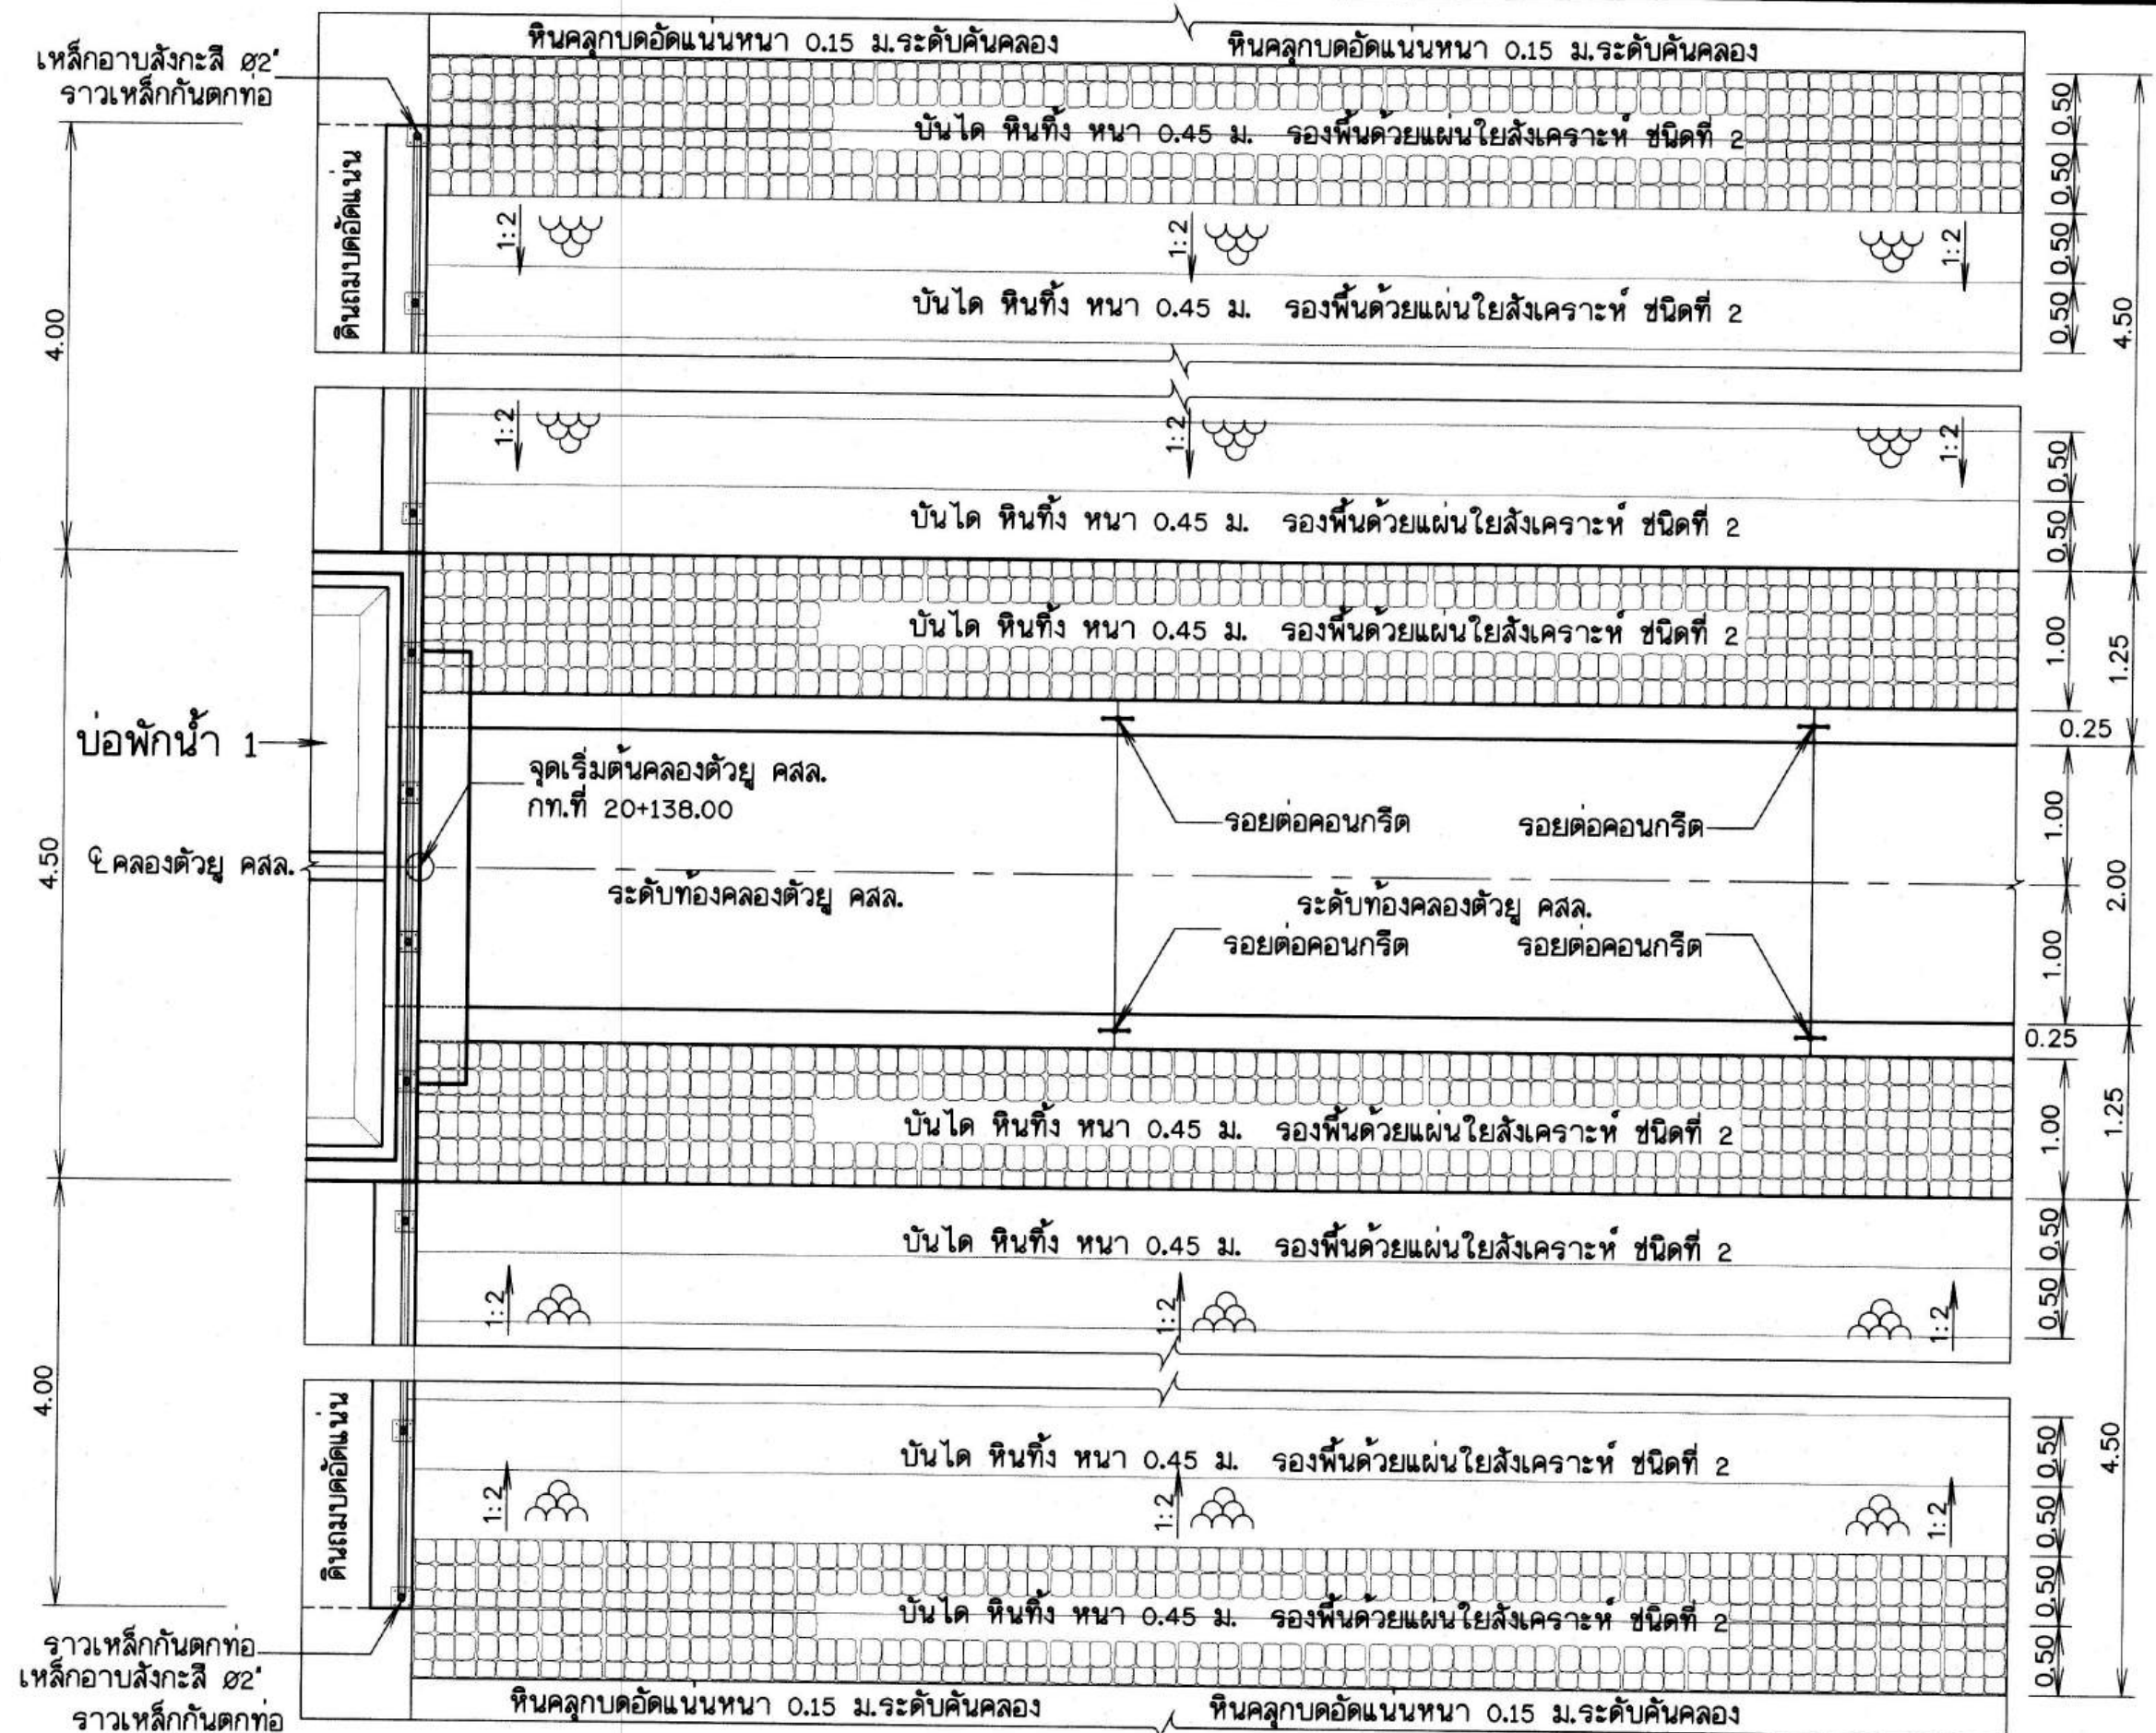 หินคลุกบดอัดแน่นหนา 0.15 ม.ระดับคันคลอง
หินคลุกบดอัดแน่นหนา 0.15 ม.ระดับคันคลอง
เหล็กอาบสังกะสี ø2"
ราวเหล็กกันตกท่อ
บันได หินทิ้ง หนา 0.45 ม. รองพื้นด้วยแผ่นใยสังเคราะห์ ชนิดที่ 2
0.50
0.50
0.50
0.50
4.50
4.00
ดินถมบดอัดแน่น
1:2
1:2
1:2
บันได หินทิ้ง หนา 0.45 ม. รองพื้นด้วยแผ่นใยสังเคราะห์ ชนิดที่ 2
1:2
1:2
1:2
0.50
0.50
บันได หินทิ้ง หนา 0.45 ม. รองพื้นด้วยแผ่นใยสังเคราะห์ ชนิดที่ 2
บันได หินทิ้ง หนา 0.45 ม. รองพื้นด้วยแผ่นใยสังเคราะห์ ชนิดที่ 2
1.00
1.25
0.25
บ่อพักน้ำ 1
จุดเริ่มต้นคลองตัวยู คสล.
กท.ที่ 20+138.00
รอยต่อคอนกรีต
รอยต่อคอนกรีต
1.00
4.50
℄ คลองตัวยู คสล.
ระดับท้องคลองตัวยู คสล.
ระดับท้องคลองตัวยู คสล.
2.00
รอยต่อคอนกรีต
รอยต่อคอนกรีต
1.00
0.25
บันได หินทิ้ง หนา 0.45 ม. รองพื้นด้วยแผ่นใยสังเคราะห์ ชนิดที่ 2
1.00
1.25
บันได หินทิ้ง หนา 0.45 ม. รองพื้นด้วยแผ่นใยสังเคราะห์ ชนิดที่ 2
0.50
0.50
1:2
1:2
1:2
4.00
ดินถมบดอัดแน่น
บันได หินทิ้ง หนา 0.45 ม. รองพื้นด้วยแผ่นใยสังเคราะห์ ชนิดที่ 2
0.50
0.50
0.50
0.50
4.50
1:2
1:2
1:2
บันได หินทิ้ง หนา 0.45 ม. รองพื้นด้วยแผ่นใยสังเคราะห์ ชนิดที่ 2
ราวเหล็กกันตกท่อ
เหล็กอาบสังกะสี ø2"
ราวเหล็กกันตกท่อ
หินคลุกบดอัดแน่นหนา 0.15 ม.ระดับคันคลอง
หินคลุกบดอัดแน่นหนา 0.15 ม.ระดับคันคลอง